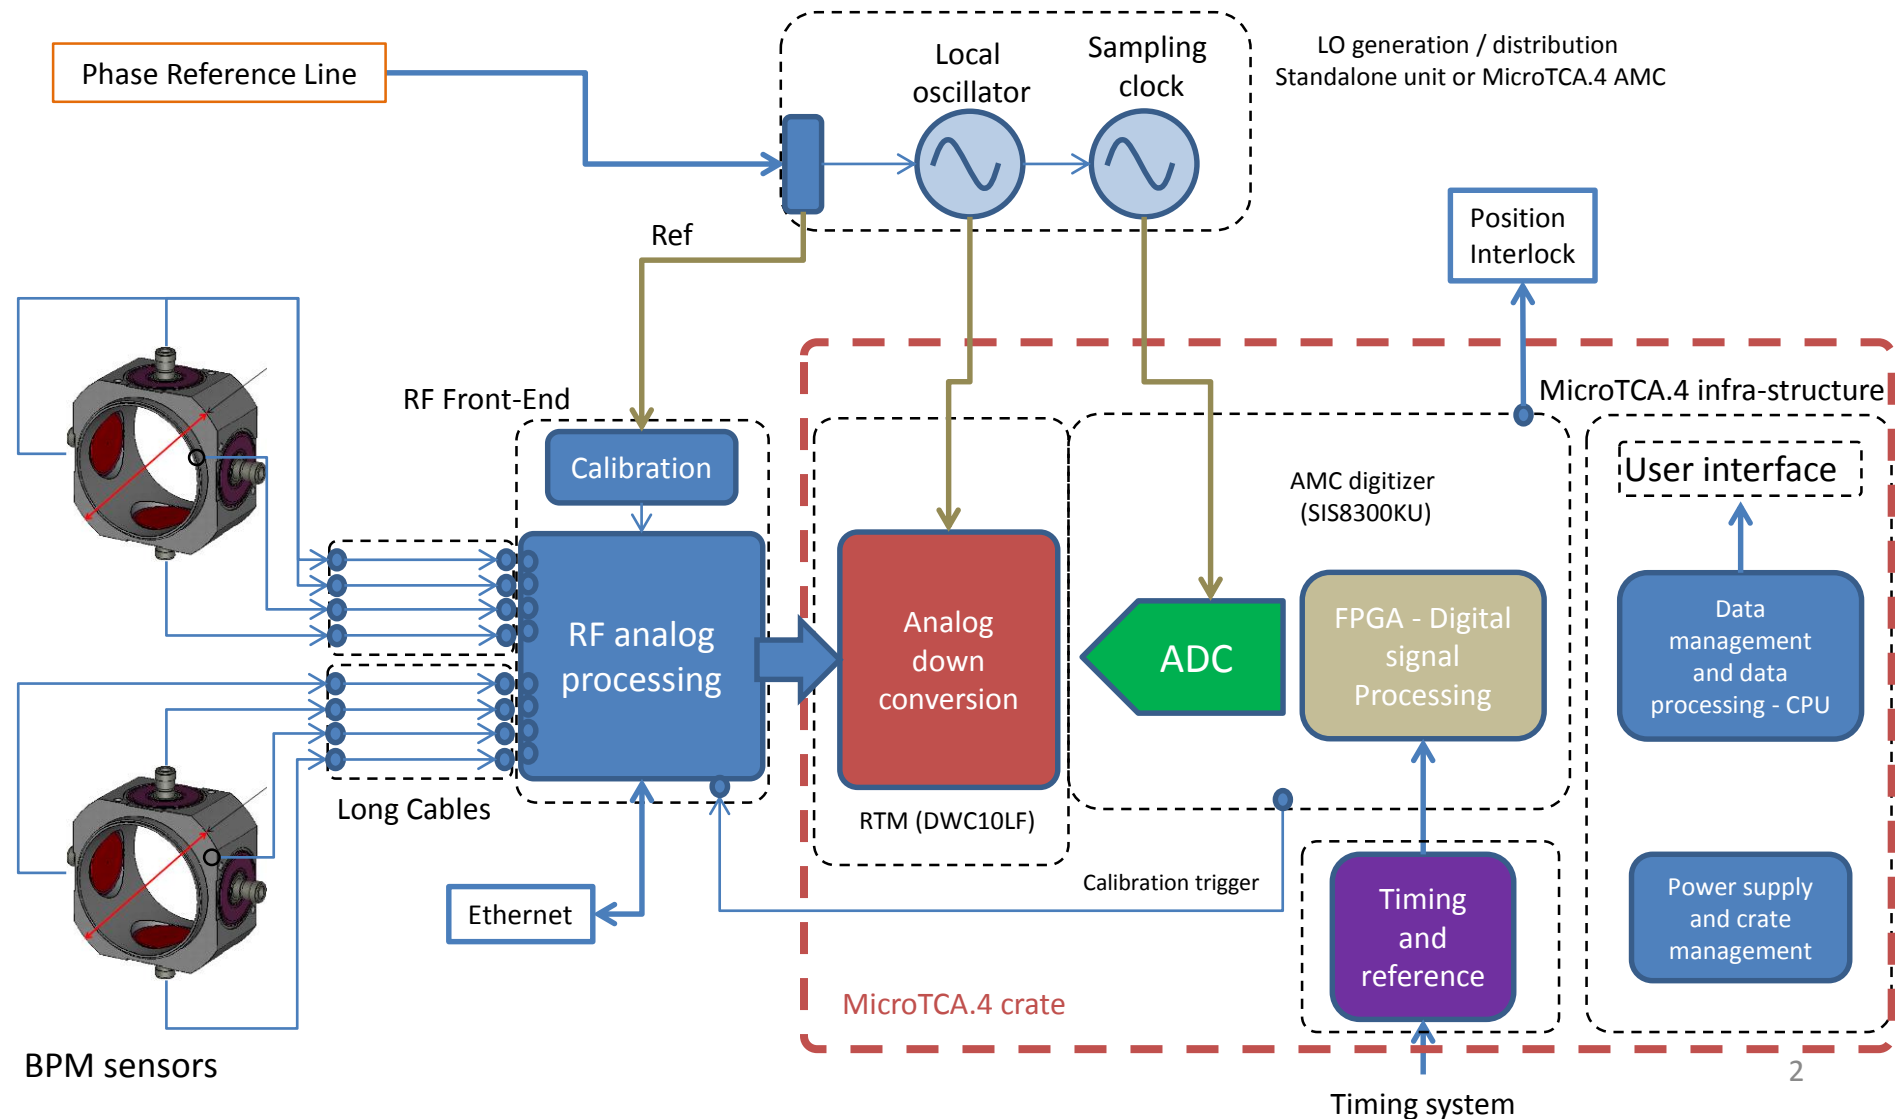 Phase Reference Line
Local
oscillator
Sampling
clock
LO generation / distribution
Standalone unit or MicroTCA.4 AMC
Ref
Position
Interlock
RF Front-End
MicroTCA.4 infra-structure
Calibration
AMC digitizer
(SIS8300KU)
User interface
RF analog
processing
Analog
down
conversion
ADC
FPGA - Digital
signal
Processing
Data
management
and data
processing - CPU
Long Cables
RTM (DWC10LF)
Ethernet
Calibration trigger
Timing
and
reference
Power supply
and crate
management
MicroTCA.4 crate
BPM sensors
2
Timing system